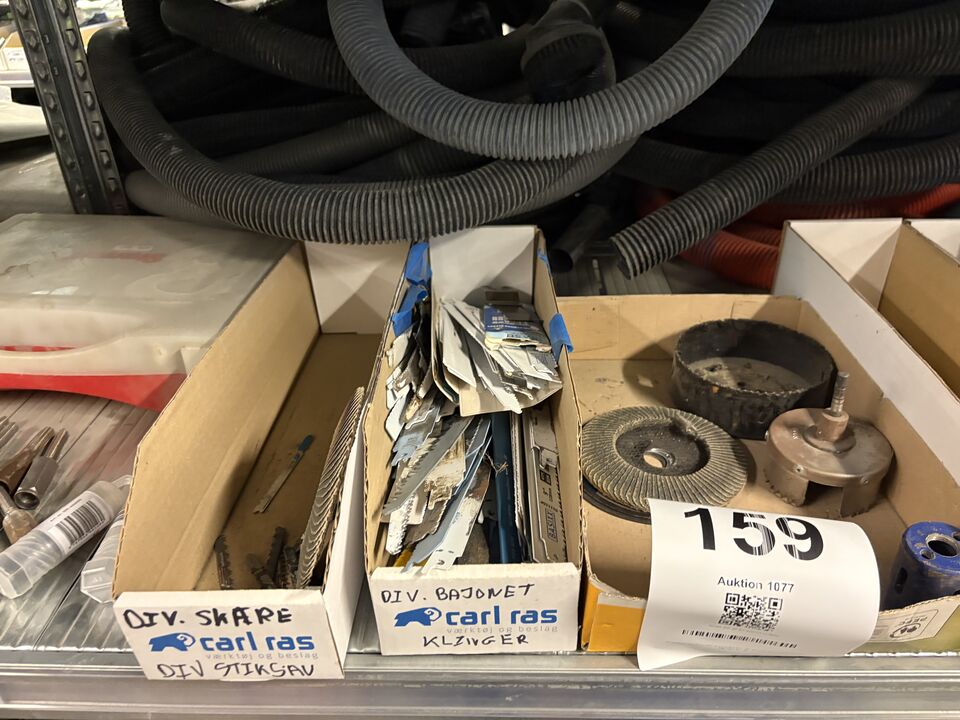 DIV. SKÆRE
carl ras
værktøj og beslag
DIV STIKSAV
DIV. BAJONET
carl ras
værktøj og beslag
KLINGER
159
Auktion 1077